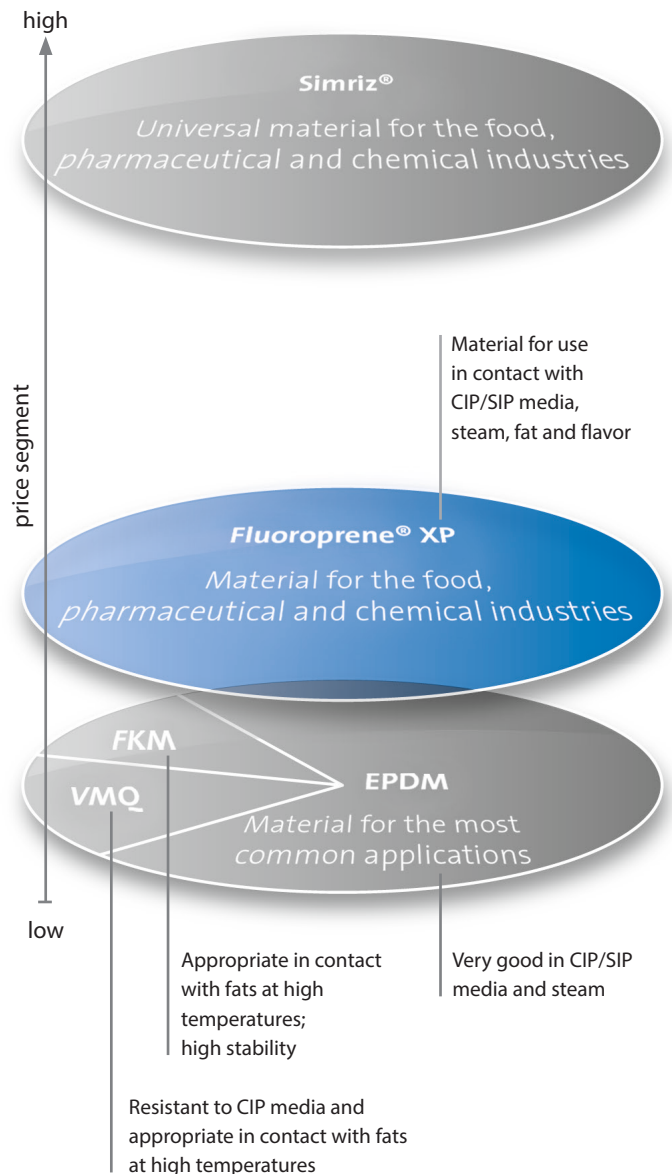 high
Simriz®
Universal material for the food,
pharmaceutical and chemical industries
Material for use
in contact with
CIP/SIP media,
steam, fat and flavor
price segment
Fluoroprene® XP
Material for the food,
pharmaceutical and chemical industries
FKM
VMQ
EPDM
Material for the most
common applications
low
Appropriate in contact
with fats at high
temperatures;
high stability
Very good in CIP/SIP
media and steam
Resistant to CIP media and
appropriate in contact with fats
at high temperatures